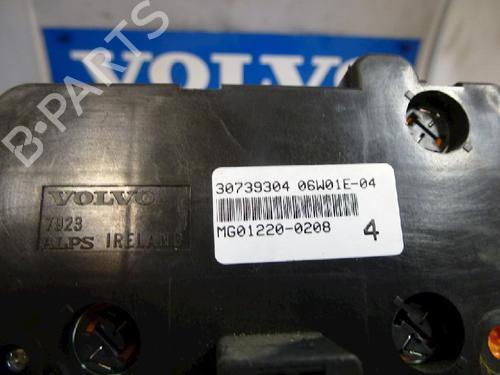 VOLVO
B-PARTS
VOLVO
7923
ALPS IRELAND
30739304 06W01E-04
MG01220-0208 4